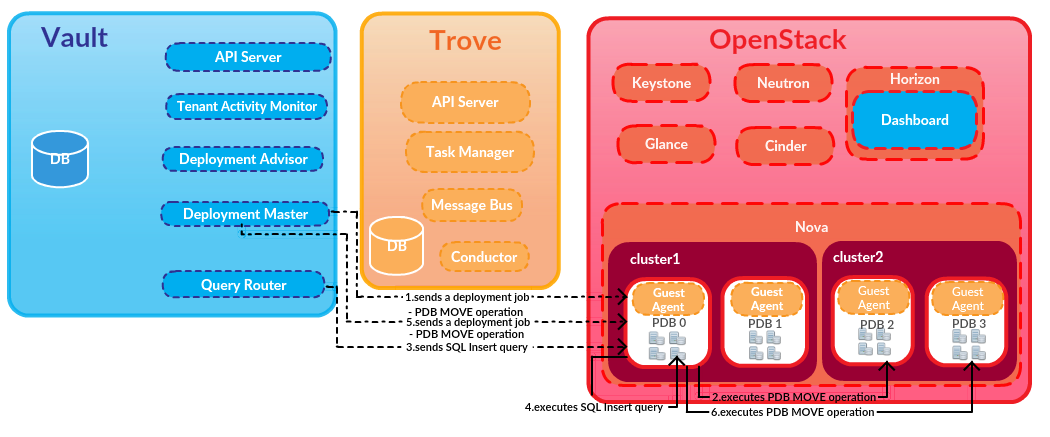 Vault
API Server
Tenant Activity Monitor
DB
Deployment Advisor
Deployment Master
Query Router
Trove
API Server
Task Manager
Message Bus
DB
Conductor
OpenStack
Keystone
Neutron
Horizon
Dashboard
Glance
Cinder
Nova
cluster1
cluster2
Guest
Agent
PDB 0
Guest
Agent
PDB 1
Guest
Agent
PDB 2
Guest
Agent
PDB 3
1.sends a deployment job
- PDB MOVE operation
5.sends a deployment job
- PDB MOVE operation
3.sends SQL Insert query
2.executes PDB MOVE operation
4.executes SQL Insert query
6.executes PDB MOVE operation